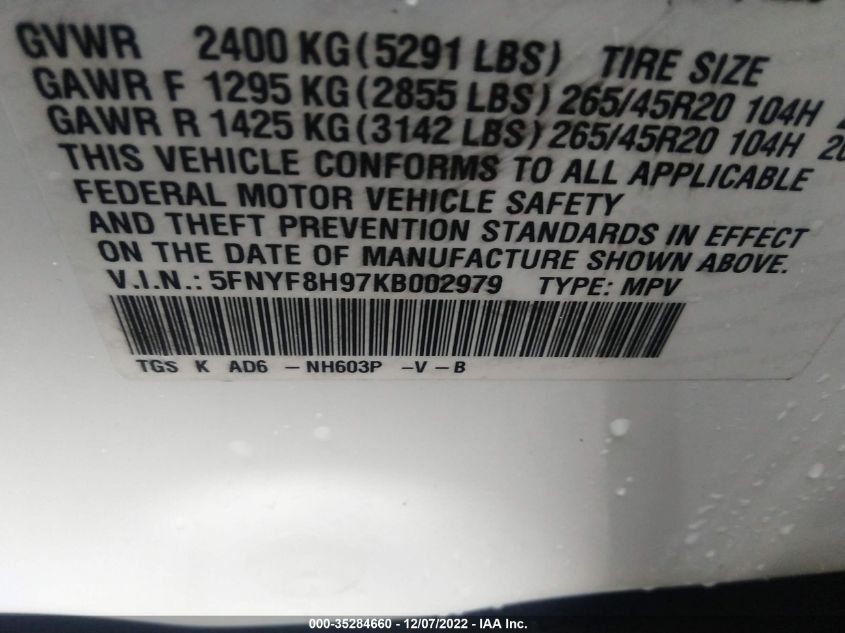 GVWR 2400 KG (5291 LBS) TIRE SIZE
GAWR F 1295 KG (2855 LBS) 265/45R20 104H
GAWR R 1425 KG (3142 LBS) 265/45R20 104H 20
THIS VEHICLE CONFORMS TO ALL APPLICABLE
FEDERAL MOTOR VEHICLE SAFETY
AND THEFT PREVENTION STANDARDS IN EFFECT
ON THE DATE OF MANUFACTURE SHOWN ABOVE.
V.I.N.: 5FNYF8H97KB002979 TYPE: MPV
TGS K AD6 - NH603P - V - B
000-35284660 - 12/07/2022 - IAA Inc.